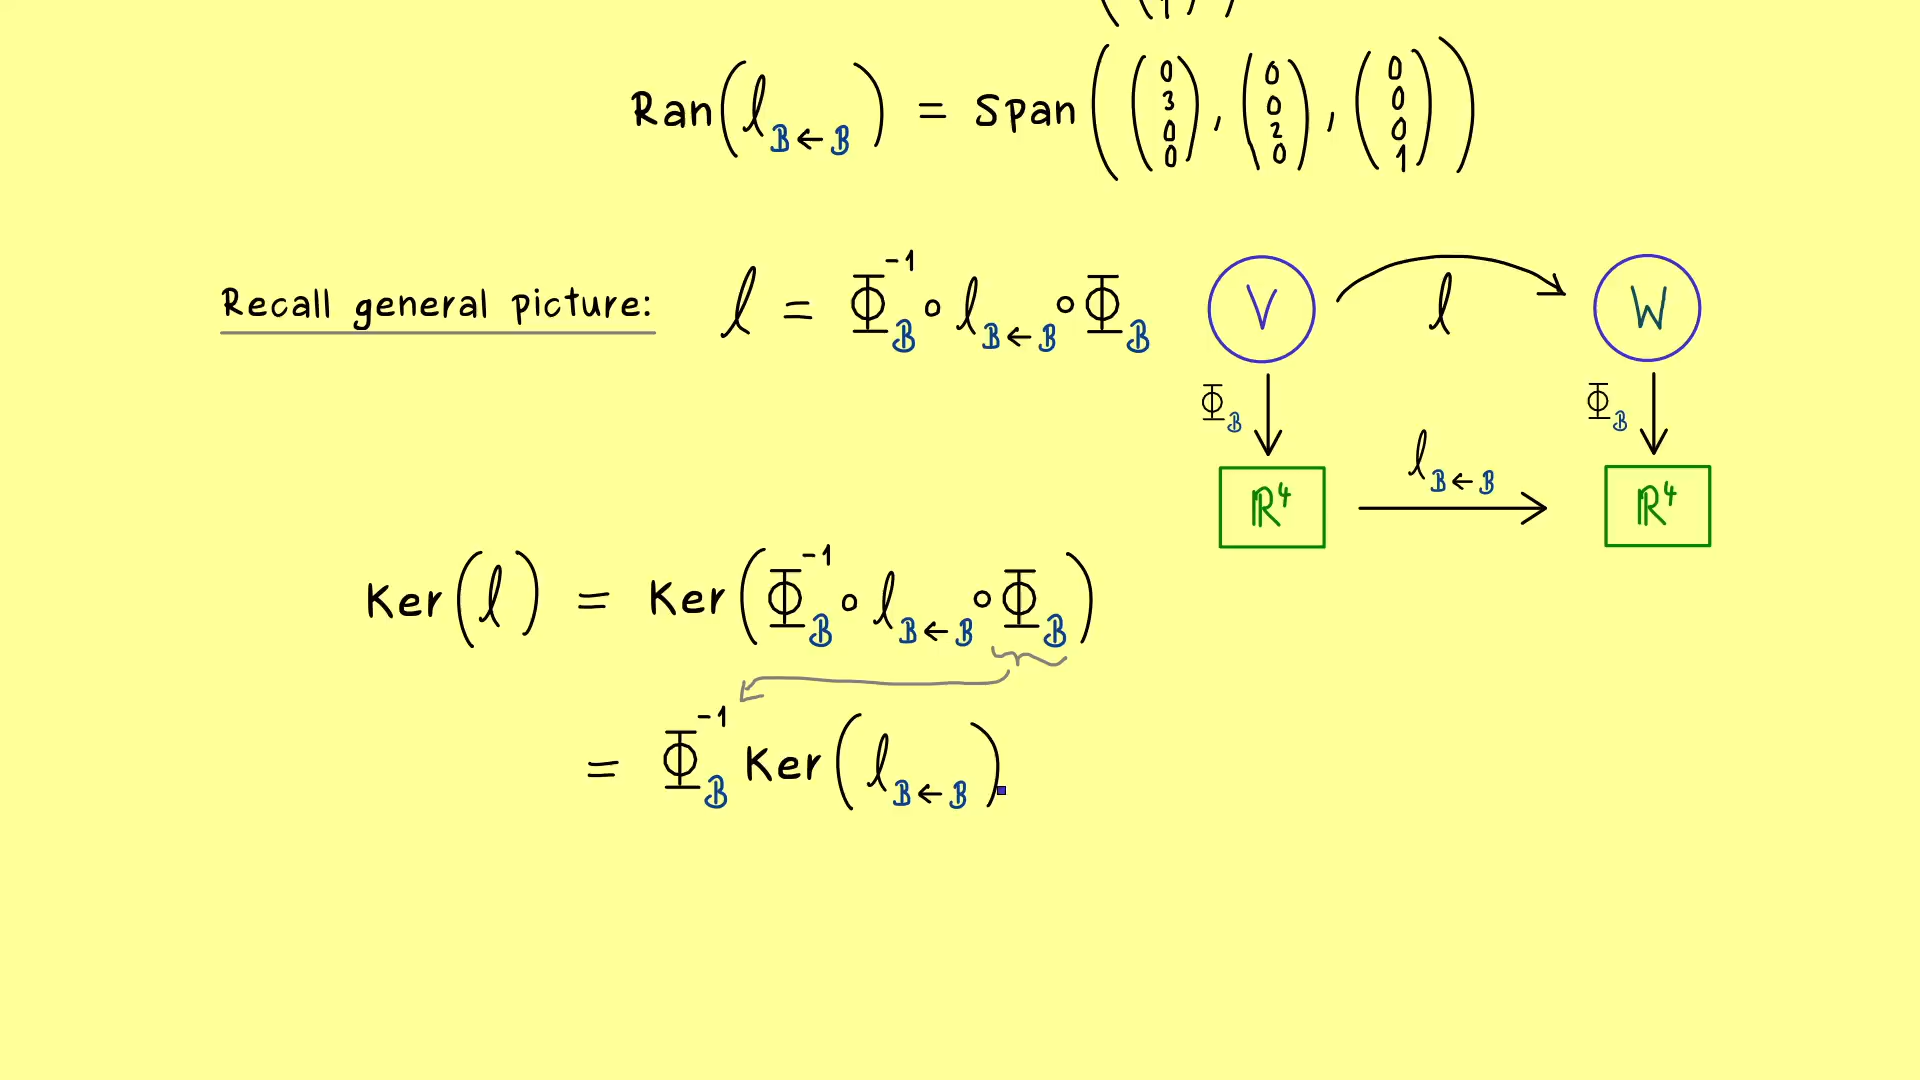 Ran(ℓ_{B←B}) = Span((0 3 0 0), (0 0 2 0), (0 0 0 1))
Recall general picture: ℓ = Φ_B^{-1} ∘ ℓ_{B←B} ∘ Φ_B
V ℓ W
Φ_B Φ_B
ℝ⁴ ℓ_{B←B} ℝ⁴
Ker(ℓ) = Ker(Φ_B^{-1} ∘ ℓ_{B←B} ∘ Φ_B)
= Φ_B^{-1} Ker(ℓ_{B←B})